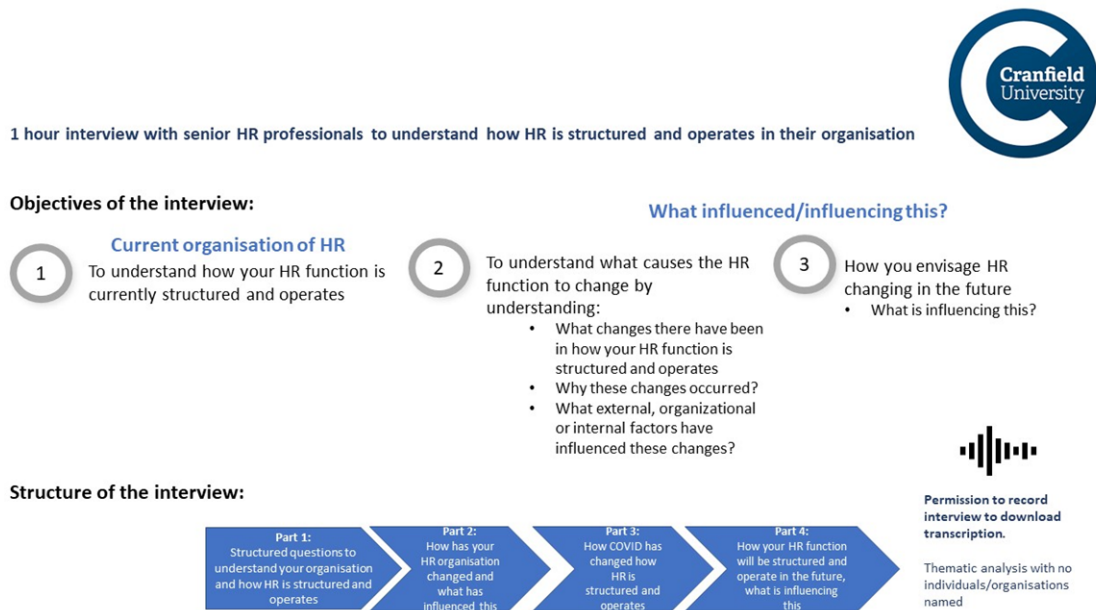 Cranfield
University
1 hour interview with senior HR professionals to understand how HR is structured and operates in their organisation
Objectives of the interview:
What influenced/influencing this?
1
Current organisation of HR
To understand how your HR function is
currently structured and operates
2
To understand what causes the HR
function to change by
understanding:
• What changes there have been
in how your HR function is
structured and operates
• Why these changes occurred?
• What external, organizational
or internal factors have
influenced these changes?
3
How you envisage HR
changing in the future
• What is influencing this?
Structure of the interview:
Part 1:
Structured questions to
understand your organisation
and how HR is structured and
operates
Part 2:
How has your
HR organisation
changed and
what has
influenced this
Part 3:
How COVID has
changed how
HR is
structured and
operates
Part 4:
How your HR function
will be structured and
operate in the future,
what is influencing
this
Permission to record
interview to download
transcription.
Thematic analysis with no
individuals/organisations
named